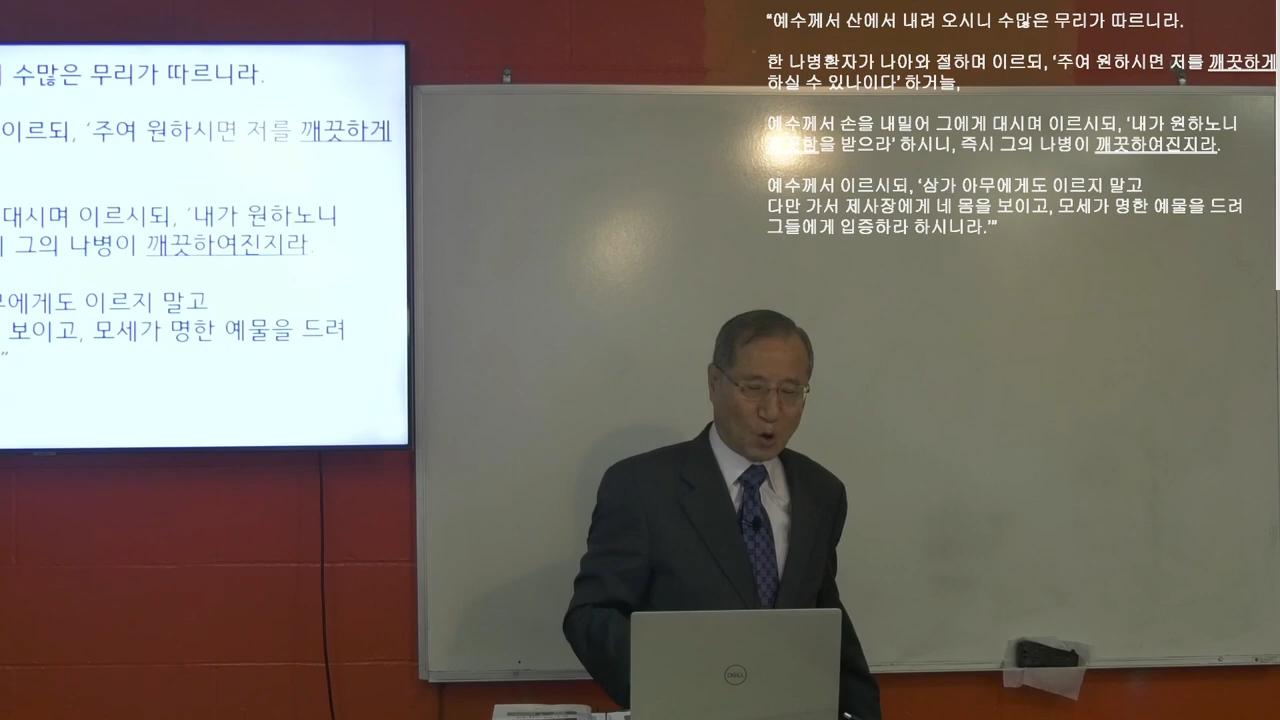 수많은 무리가 따르니라.
이르되, ‘주여 원하시면 저를 깨끗하게
대시며 이르시되, ‘내가 원하노니
그의 나병이 깨끗하여진지라.
에게도 이르지 말고
보이고, 모세가 명한 예물을 드려
”
“예수께서 산에서 내려 오시니 수많은 무리가 따르니라.
한 나병환자가 나아와 절하며 이르되, ‘주여 원하시면 저를 깨끗하게
하실 수 있나이다’ 하거늘,
예수께서 손을 내밀어 그에게 대시며 이르시되, ‘내가 원하노니
을 받으라’ 하시니, 즉시 그의 나병이 깨끗하여진지라.
예수께서 이르시되, ‘삼가 아무에게도 이르지 말고
다만 가서 제사장에게 네 몸을 보이고, 모세가 명한 예물을 드려
그들에게 입증하라 하시니라.’”
DELL